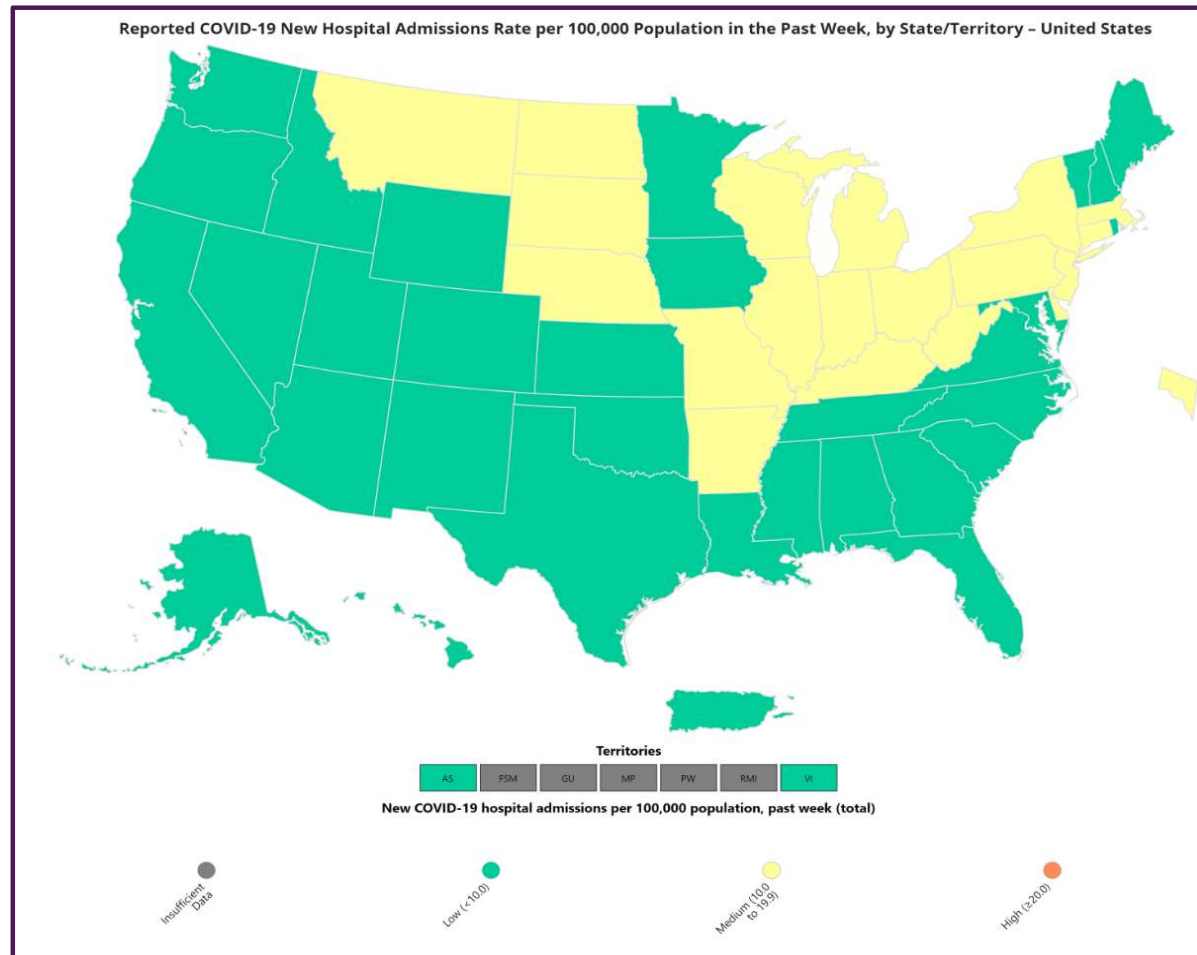 Reported COVID-19 New Hospital Admissions Rate per 100,000 Population in the Past Week, by State/Territory – United States
Territories
AS FSM GU MP PW RMI VI
New COVID-19 hospital admissions per 100,000 population, past week (total)
Insufficient
Data
Low (<10.0)
Medium (10.0
to 19.9)
High (≥20.0)